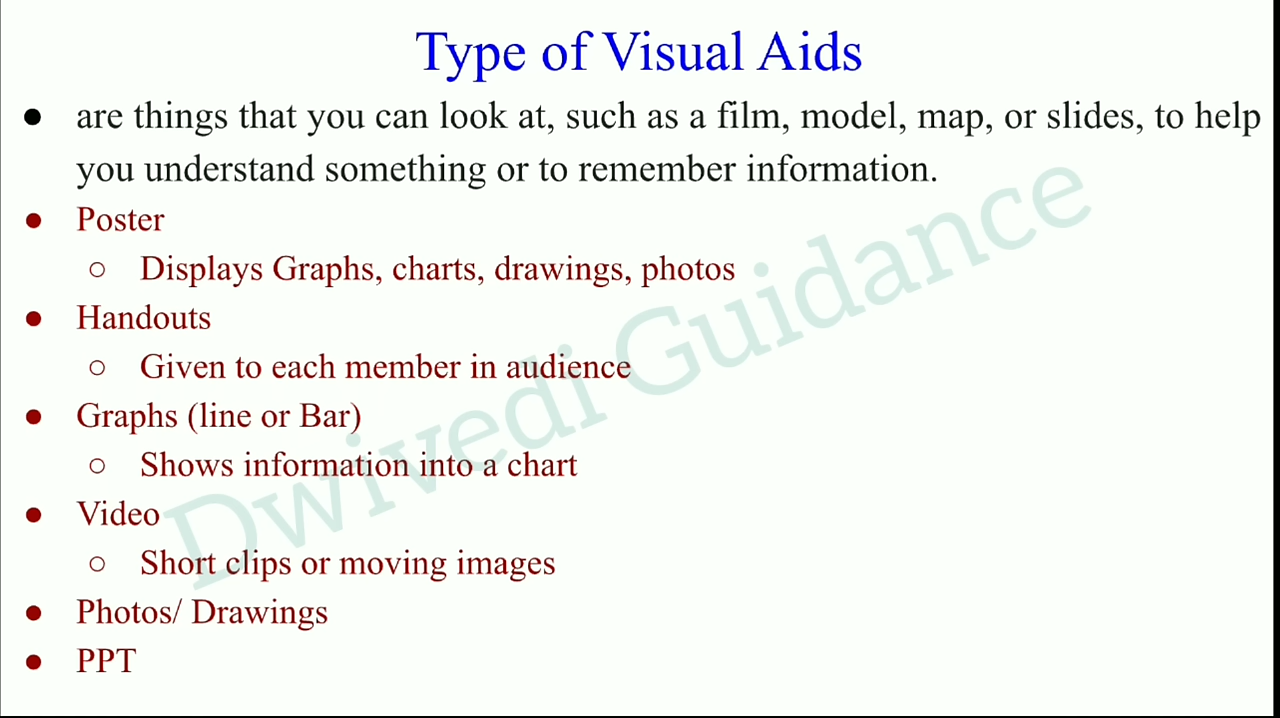 Type of Visual Aids
● are things that you can look at, such as a film, model, map, or slides, to help
you understand something or to remember information.
● Poster
○ Displays Graphs, charts, drawings, photos
● Handouts
○ Given to each member in audience
● Graphs (line or Bar)
○ Shows information into a chart
● Video
○ Short clips or moving images
● Photos/ Drawings
● PPT
Dwivedi Guidance